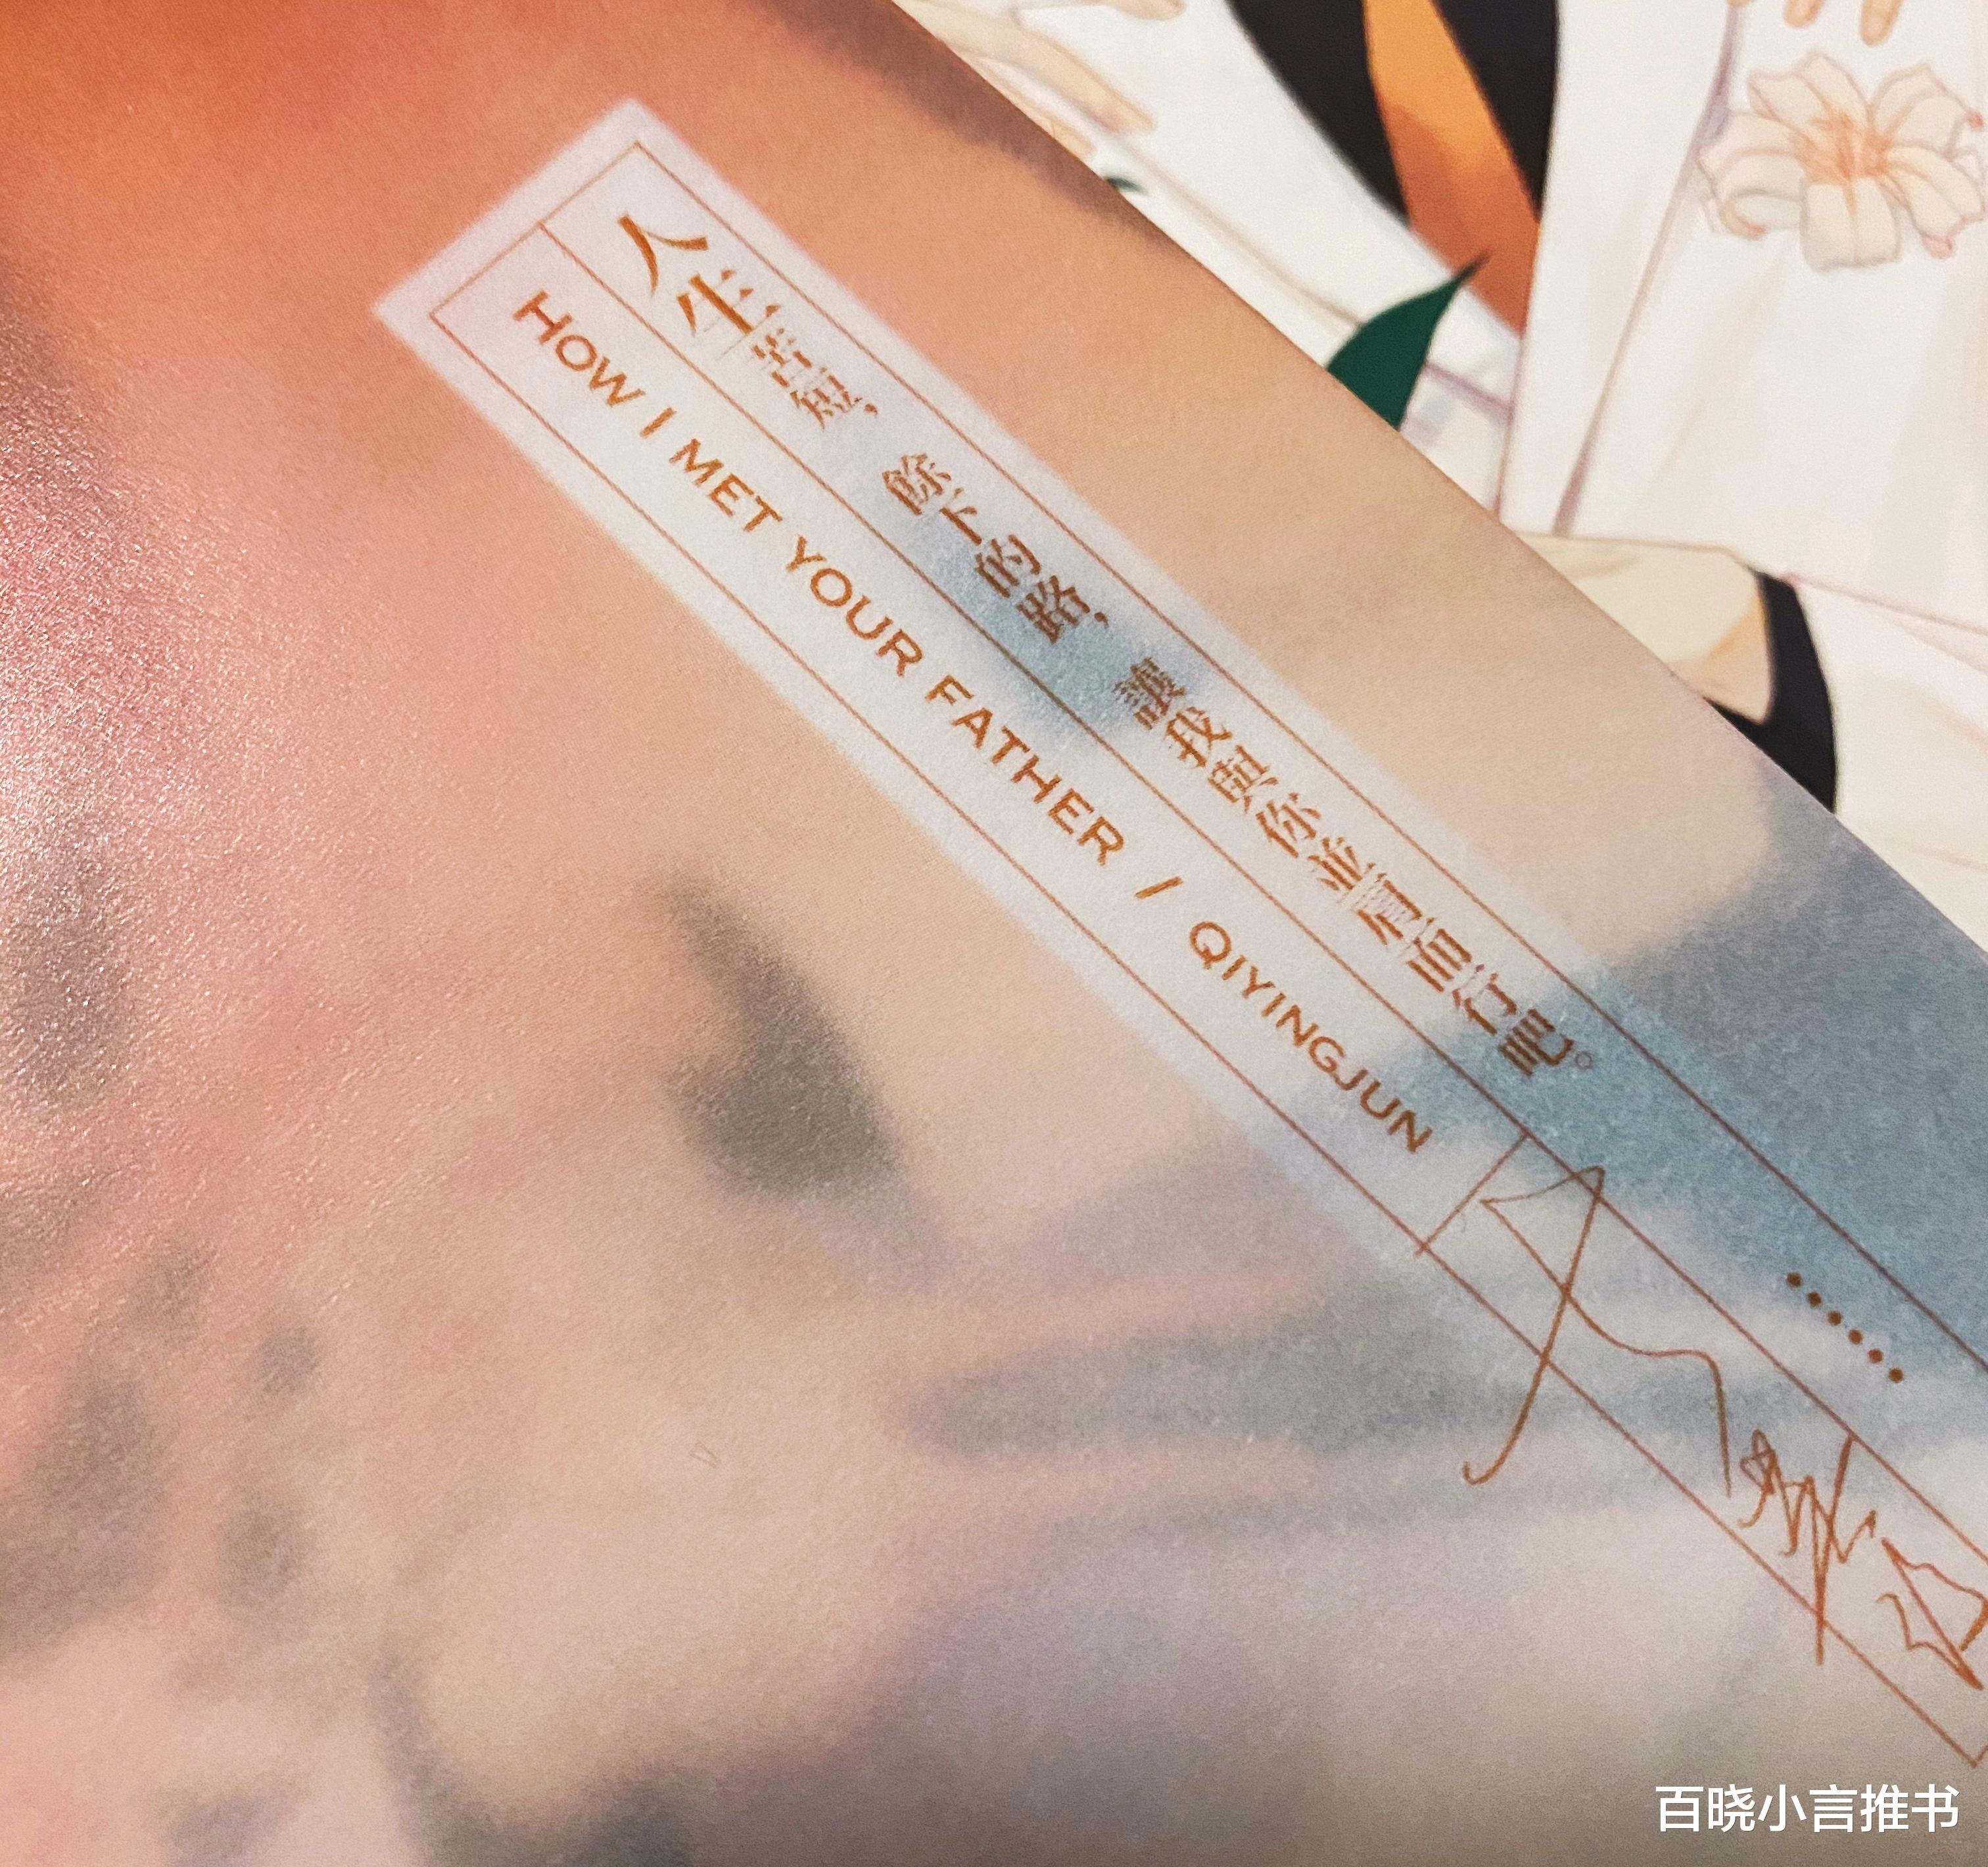 人生苦短，餘下的路，讓我與你並肩而行吧。
HOW I MET YOUR FATHER / QIYINGJUN
......
百晓小言推书